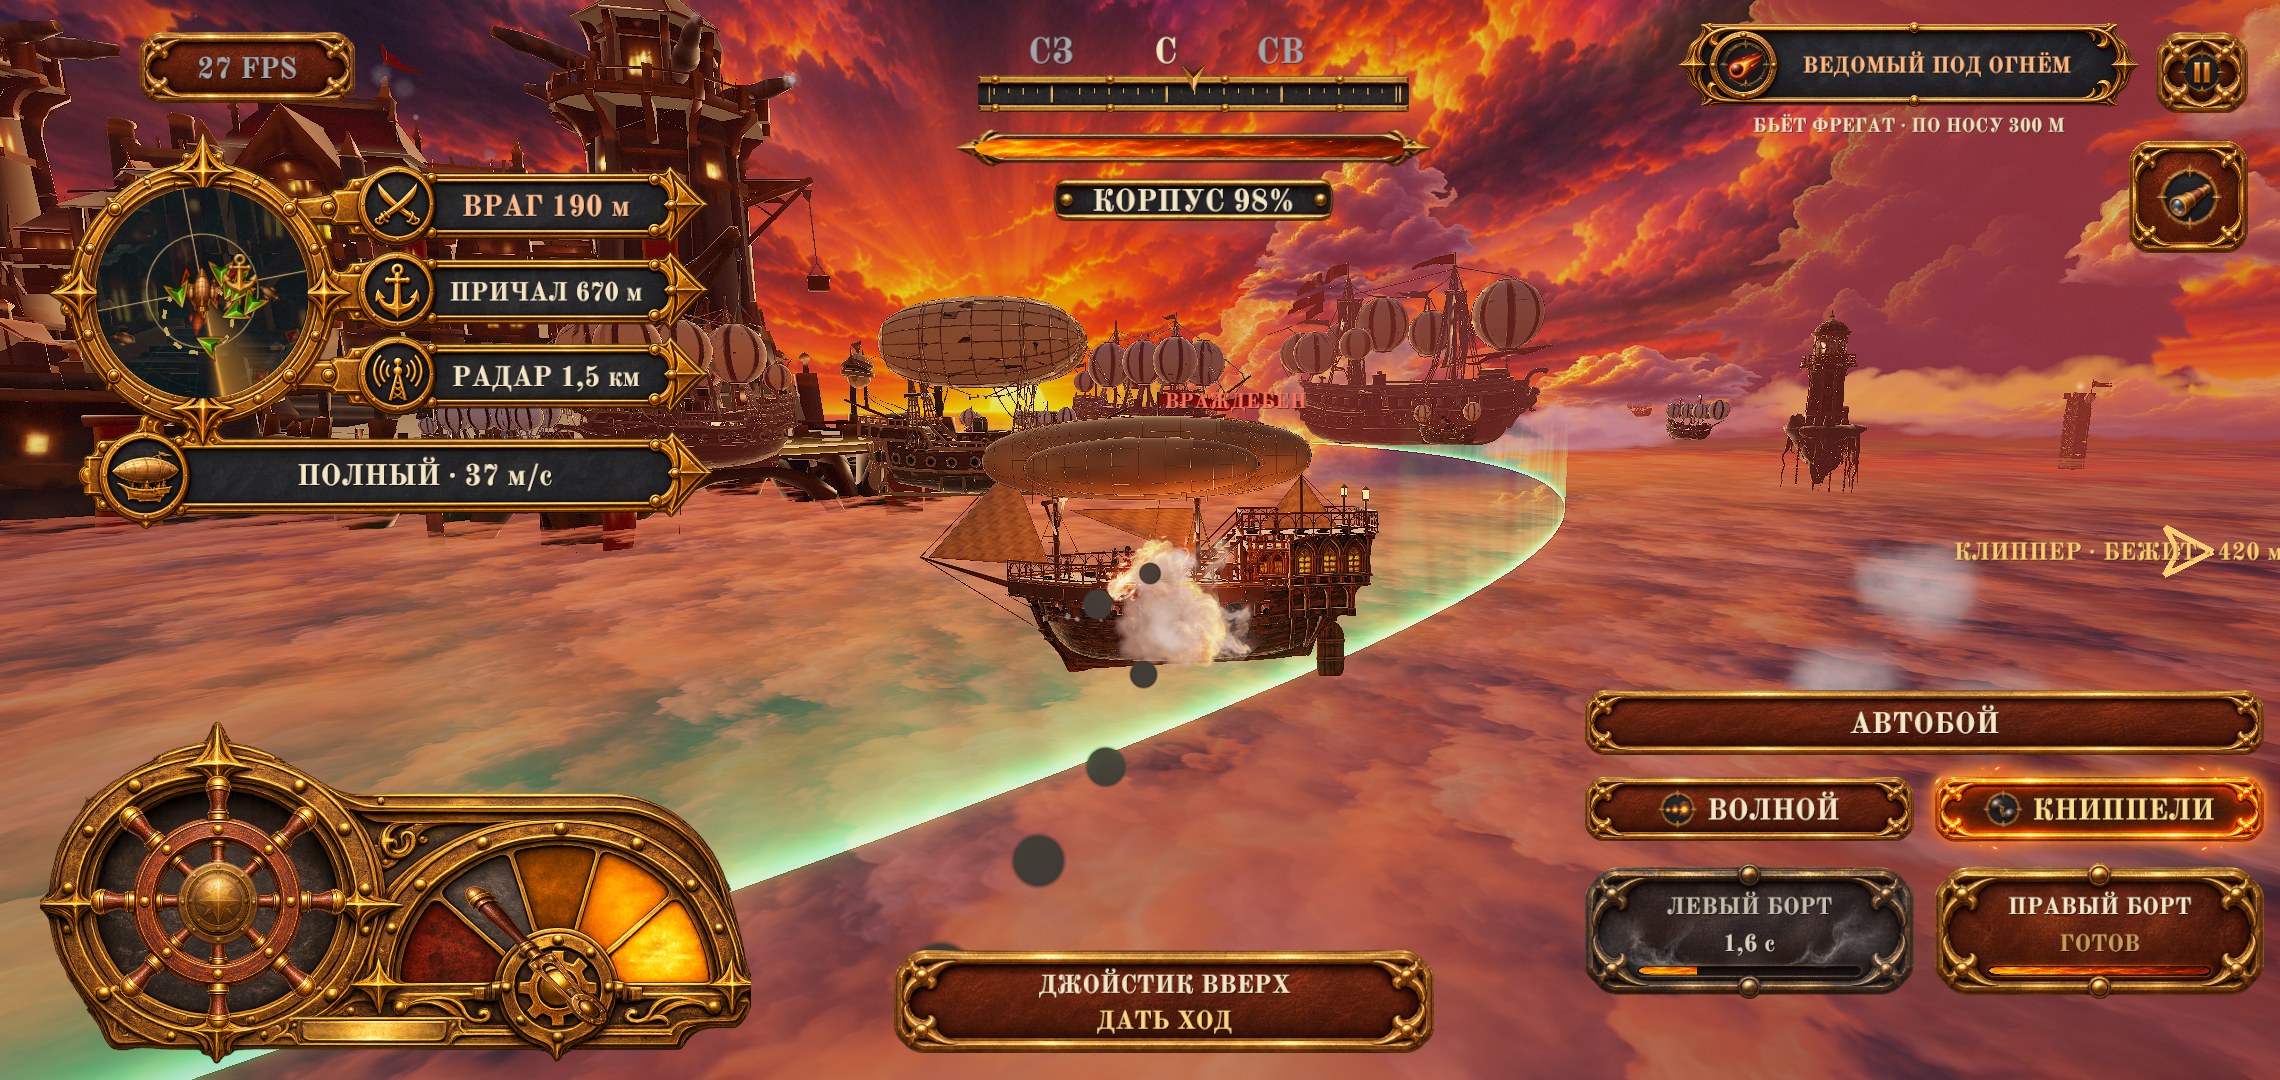 27 FPS
СЗ С СВ
ВЕДОМЫЙ ПОД ОГНЁМ
БЬЁТ ФРЕГАТ · ПО НОСУ 300 М
КОРПУС 98%
ВРАГ 190 м
ПРИЧАЛ 670 м
РАДАР 1,5 км
ПОЛНЫЙ · 37 м/с
ВРАЖДЕБЕН
КЛИППЕР · БЕЖИТ · 420 м
АВТОБОЙ
ВОЛНОЙ
КНИППЕЛИ
ЛЕВЫЙ БОРТ
1,6 с
ПРАВЫЙ БОРТ
ГОТОВ
ДЖОЙСТИК ВВЕРХ
ДАТЬ ХОД